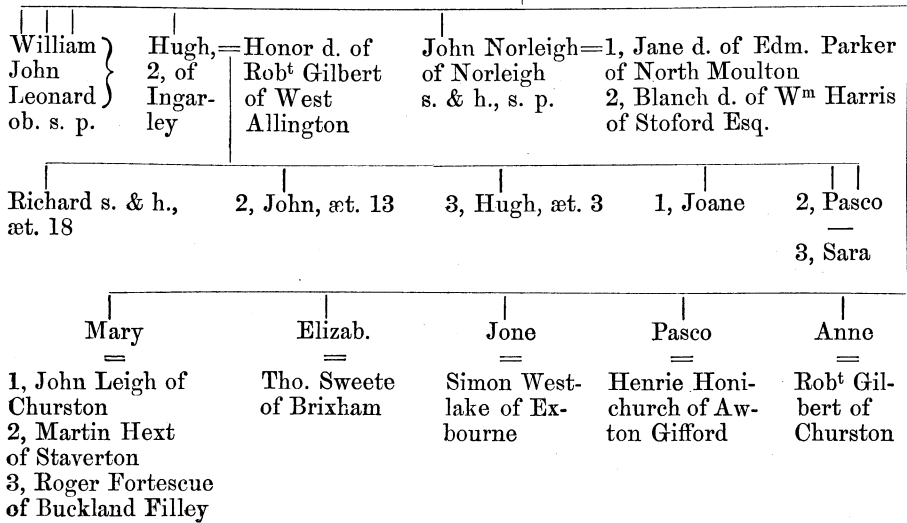 William
John
Leonard
ob. s. p.
Hugh,=Honor d. of
2, of
Ingar-
ley
Robᵗ Gilbert
of West
Allington
John Norleigh=1, Jane d. of Edm. Parker
of Norleigh
s. & h., s. p.
of North Moulton
2, Blanch d. of Wᵐ Harris
of Stoford Esq.
Richard s. & h.,
æt. 18
2, John, æt. 13
3, Hugh, æt. 3
1, Joane
2, Pasco
3, Sara
Mary
=
1, John Leigh of
Churston
2, Martin Hext
of Staverton
3, Roger Fortescue
of Buckland Filley
Elizab.
=
Tho. Sweete
of Brixham
Jone
=
Simon West-
lake of Ex-
bourne
Pasco
=
Henrie Honi-
church of Aw-
ton Gifford
Anne
=
Robᵗ Gil-
bert of
Churston